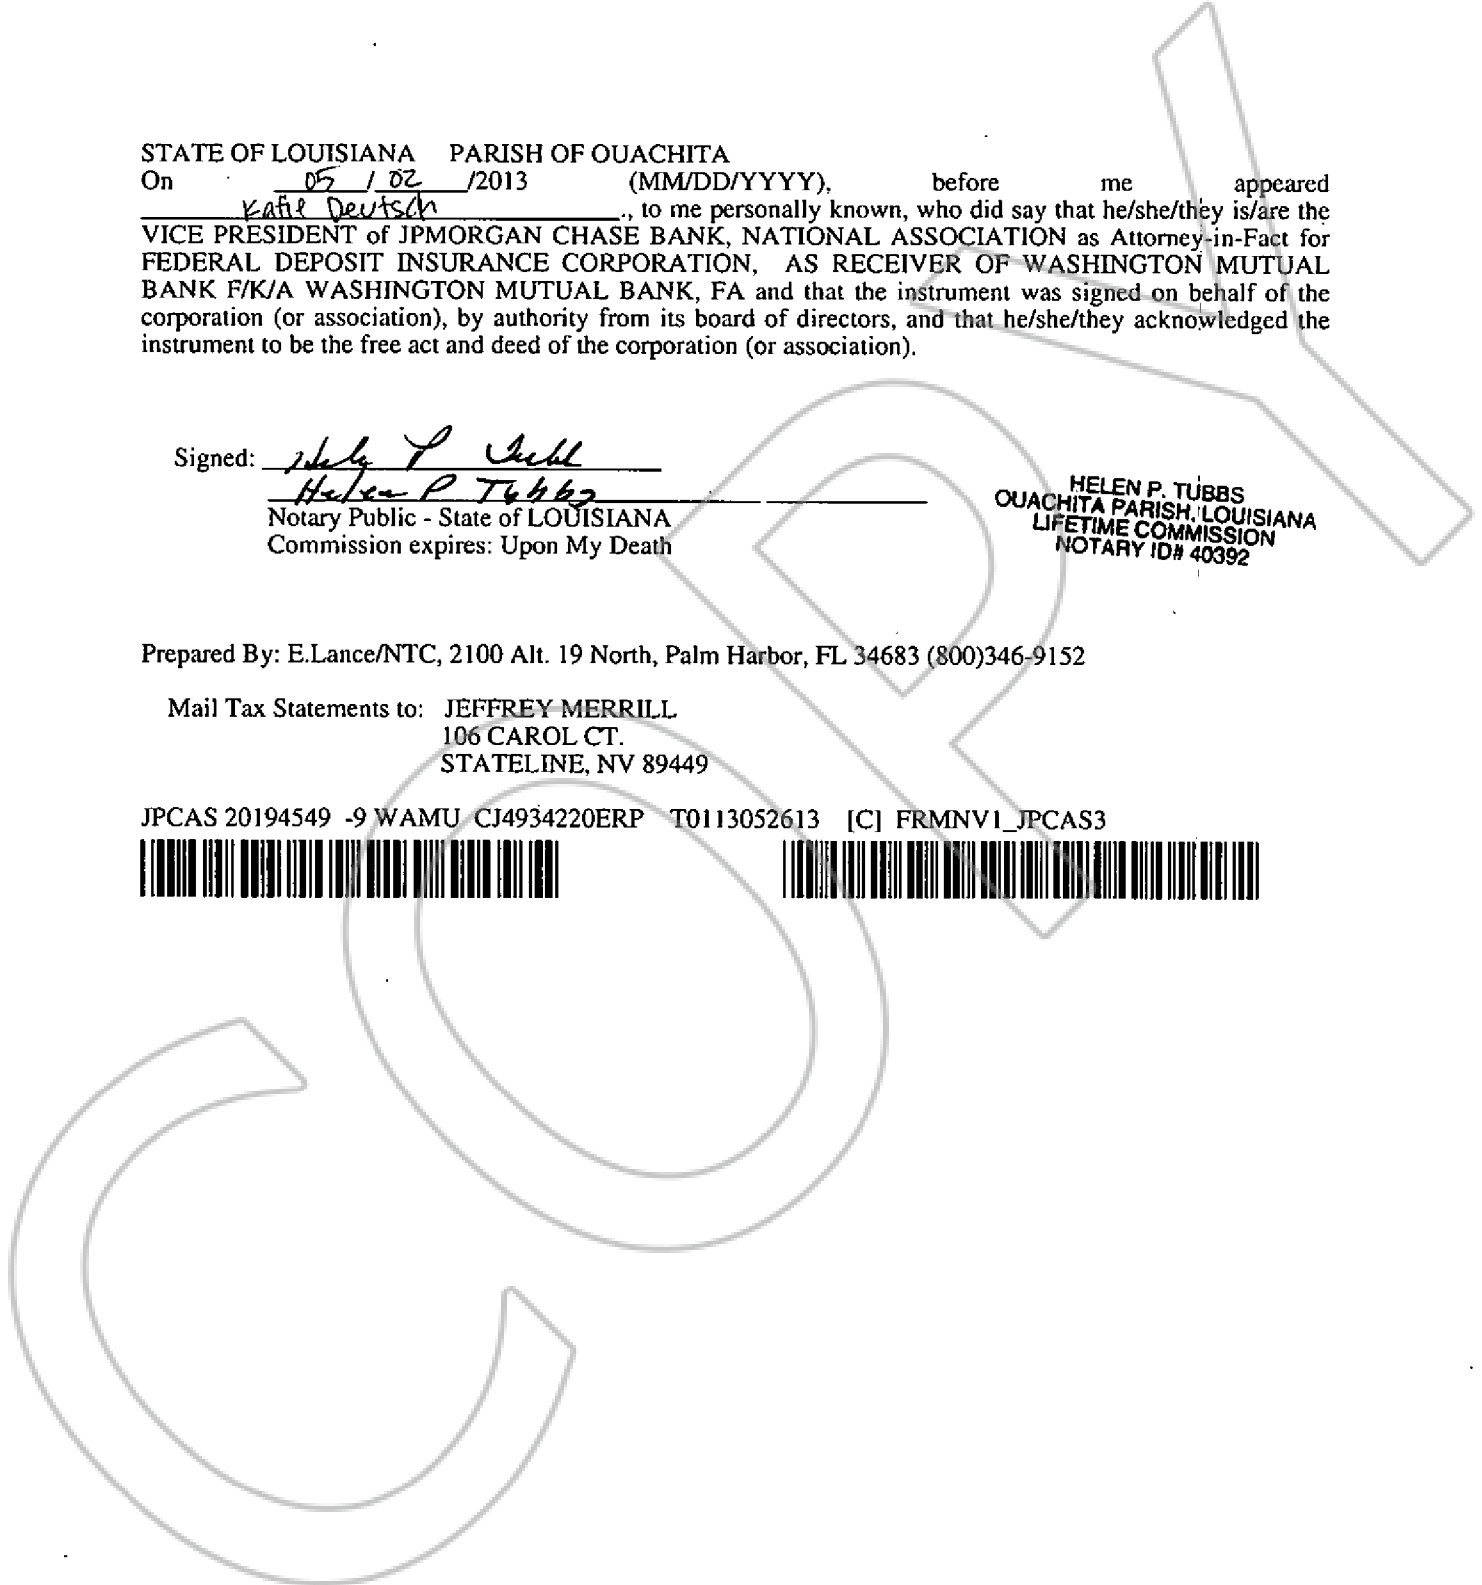 STATE OF LOUISIANA PARISH OF OUACHITA
On 05 / 02 /2013 (MM/DD/YYYY), before me appeared
Katie Deutsch ., to me personally known, who did say that he/she/they is/are the
VICE PRESIDENT of JPMORGAN CHASE BANK, NATIONAL ASSOCIATION as Attorney-in-Fact for
FEDERAL DEPOSIT INSURANCE CORPORATION, AS RECEIVER OF WASHINGTON MUTUAL
BANK F/K/A WASHINGTON MUTUAL BANK, FA and that the instrument was signed on behalf of the
corporation (or association), by authority from its board of directors, and that he/she/they acknowledged the
instrument to be the free act and deed of the corporation (or association).
Signed: Helen P Tubbs
Helen P Tubbs
Notary Public - State of LOUISIANA
Commission expires: Upon My Death
HELEN P. TUBBS
OUACHITA PARISH, LOUISIANA
LIFETIME COMMISSION
NOTARY ID# 40392
Prepared By: E.Lance/NTC, 2100 Alt. 19 North, Palm Harbor, FL 34683 (800)346-9152
Mail Tax Statements to: JEFFREY MERRILL
106 CAROL CT.
STATELINE, NV 89449
JPCAS 20194549 -9 WAMU CJ4934220ERP T0113052613 [C] FRMNV1_JPCAS3
COPY